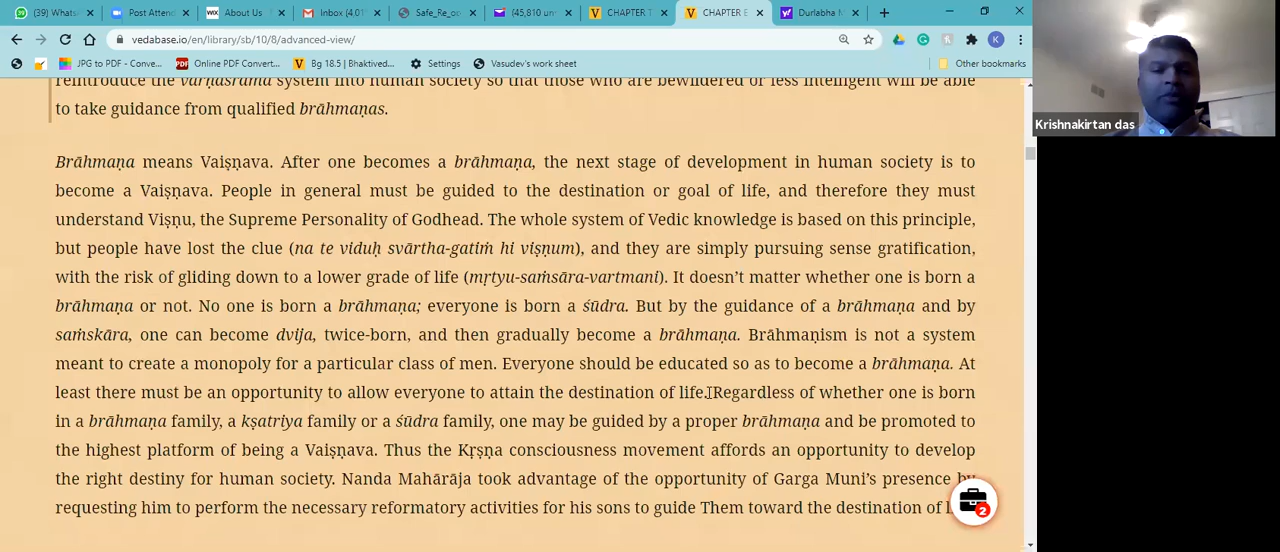 (39) Whats
Post Attend
WIX
About Us
Inbox (4,01
Safe_Re_o
(45,810 un
CHAPTER T
CHAPTER E
Durlabha M
vedabase.io/en/library/sb/10/8/advanced-view/
K
JPG to PDF - Conve...
PDF
Online PDF Convert...
Bg 18.5 | Bhaktived...
Settings
Vasudev's work sheet
Other bookmarks
reintroduce the varṇāśrama system into human society so that those who are bewildered or less intelligent will be able
to take guidance from qualified brāhmaṇas.
Brāhmaṇa means Vaiṣṇava. After one becomes a brāhmaṇa, the next stage of development in human society is to
become a Vaiṣṇava. People in general must be guided to the destination or goal of life, and therefore they must
understand Viṣṇu, the Supreme Personality of Godhead. The whole system of Vedic knowledge is based on this principle,
but people have lost the clue (na te viduḥ svārtha-gatiṁ hi viṣṇum), and they are simply pursuing sense gratification,
with the risk of gliding down to a lower grade of life (mṛtyu-saṁsāra-vartmani). It doesn't matter whether one is born a
brāhmaṇa or not. No one is born a brāhmaṇa; everyone is born a śūdra. But by the guidance of a brāhmaṇa and by
saṁskāra, one can become dvija, twice-born, and then gradually become a brāhmaṇa. Brāhmaṇism is not a system
meant to create a monopoly for a particular class of men. Everyone should be educated so as to become a brāhmaṇa. At
least there must be an opportunity to allow everyone to attain the destination of life. Regardless of whether one is born
in a brāhmaṇa family, a kṣatriya family or a śūdra family, one may be guided by a proper brāhmaṇa and be promoted to
the highest platform of being a Vaiṣṇava. Thus the Kṛṣṇa consciousness movement affords an opportunity to develop
the right destiny for human society. Nanda Mahārāja took advantage of the opportunity of Garga Muni's presence by
requesting him to perform the necessary reformatory activities for his sons to guide Them toward the destination of
2
Krishnakirtan das